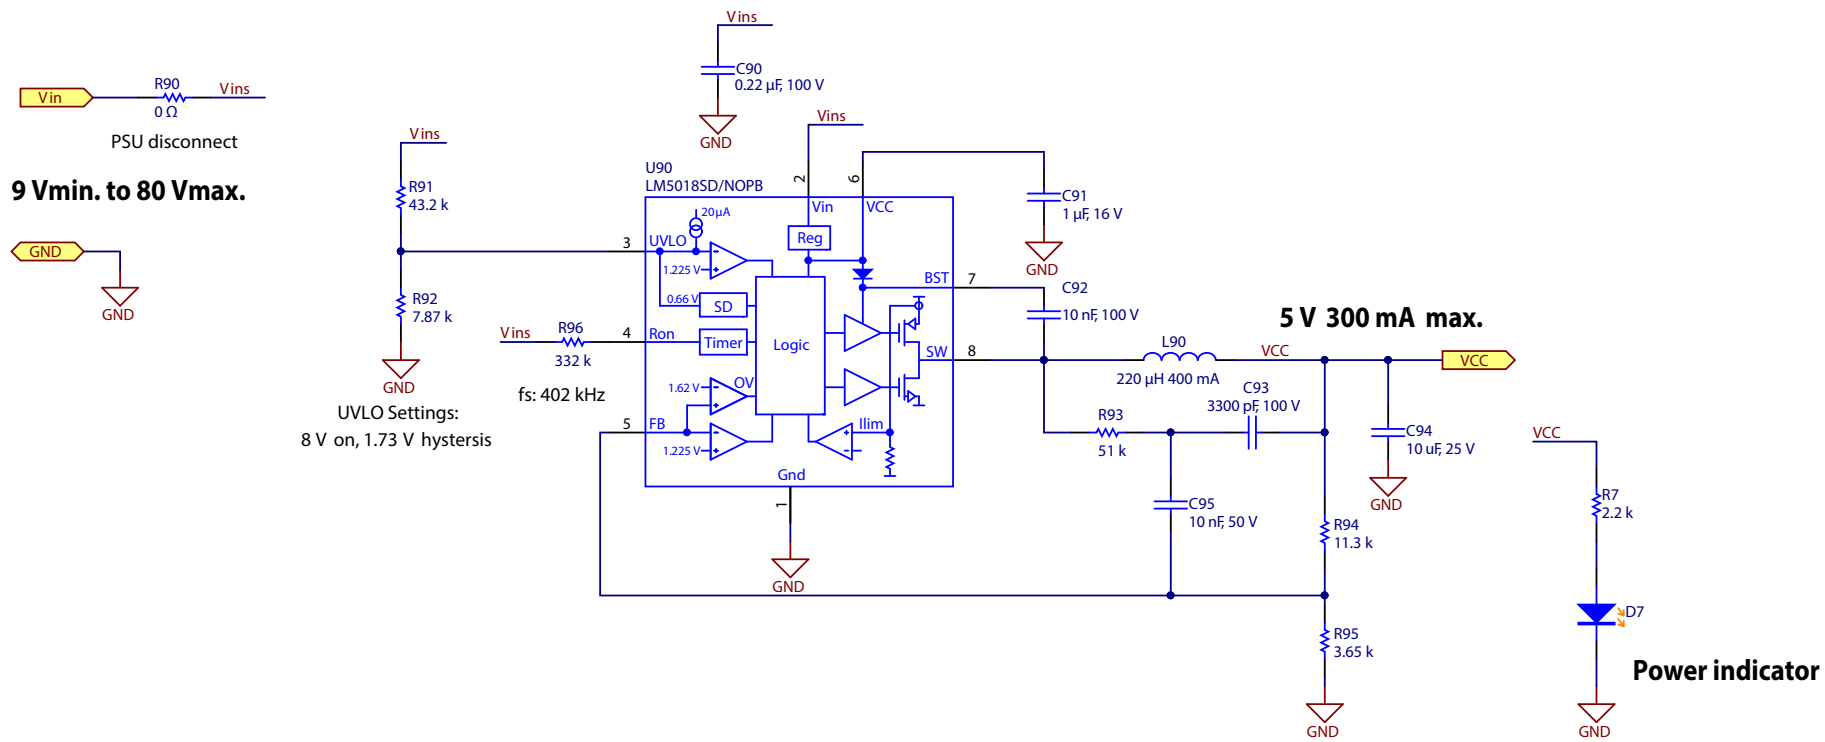 Vins
C90
0.22 µF, 100 V
GND
Vin
R90
0 Ω
Vins
PSU disconnect
9 Vmin. to 80 Vmax.
GND
GND
Vins
R91
43.2 k
R92
7.87 k
GND
UVLO Settings:
8 V on, 1.73 V hystersis
Vins
R96
332 k
fs: 402 kHz
Vins
U90
LM5018SD/NOPB
2
6
Vin
VCC
3
UVLO
20µA
Reg
1.225 V
0.66 V
SD
4
Ron
Timer
Logic
BST
7
SW
8
1.62 V
OV
5
FB
1.225 V
Ilim
Gnd
1
GND
C91
1 µF, 16 V
GND
C92
10 nF, 100 V
5 V 300 mA max.
L90
220 µH 400 mA
VCC
VCC
C93
3300 pF, 100 V
R93
51 k
C95
10 nF, 50 V
C94
10 uF, 25 V
GND
R94
11.3 k
R95
3.65 k
GND
VCC
R7
2.2 k
D7
Power indicator
GND